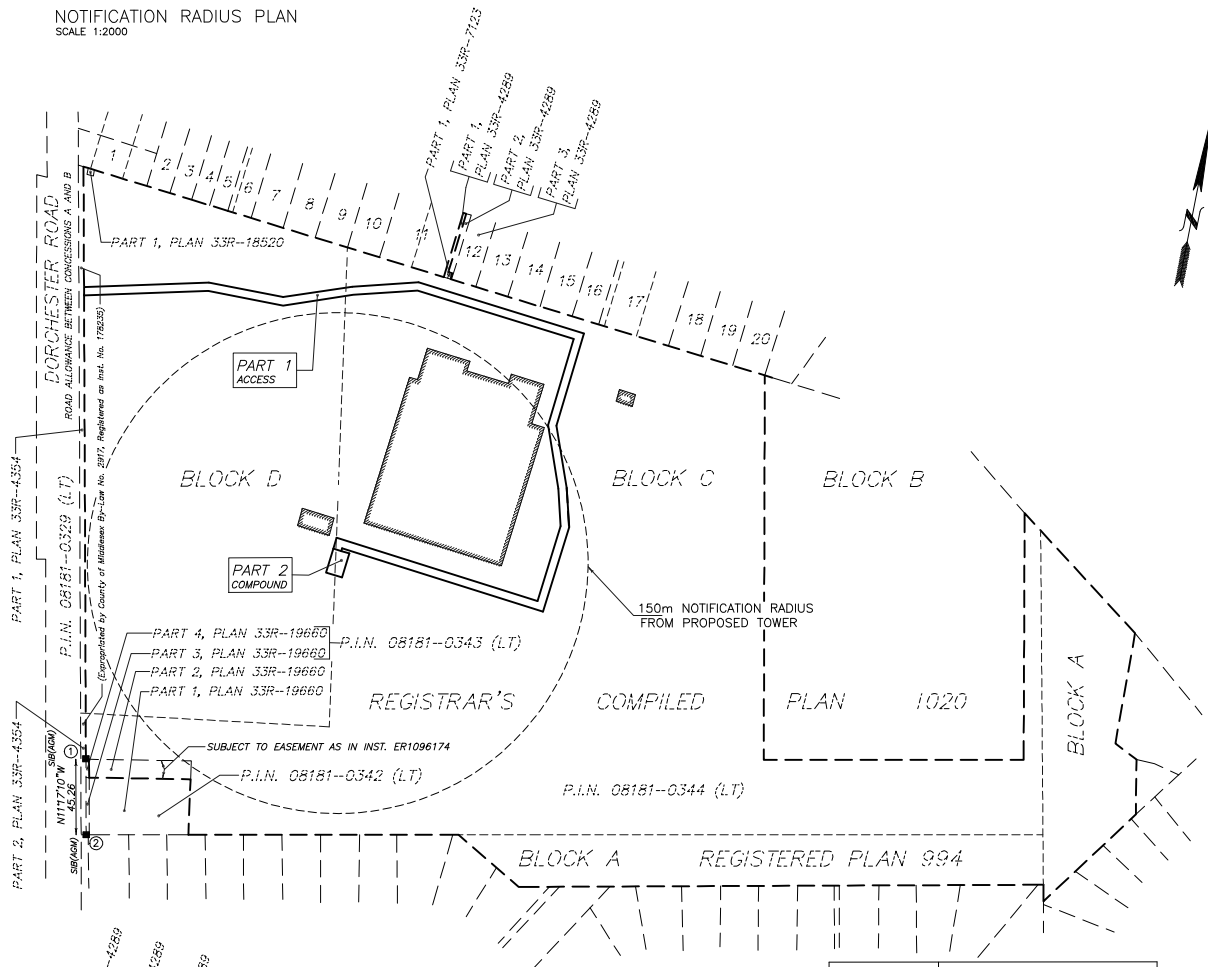 NOTIFICATION RADIUS PLAN
SCALE 1:2000
PART 1, PLAN 33R--7123
PART 1,
PLAN 33R--4289
PART 2,
PLAN 33R--4289
PART 3,
PLAN 33R--4289
1
2
3
4
5
6
7
8
9
10
11
12
13
14
15
16
17
18
19
20
N
PART 1, PLAN 33R--18520
DORCHESTER ROAD
ROAD ALLOWANCE BETWEEN CONCESSIONS A AND B
(Expropriated by County of Middlesex By-Law No. 2917, Registered as Inst. No. 178235)
P.I.N. 08181--0329 (LT)
PART 1, PLAN 33R--4354
PART 2, PLAN 33R--4354
PART 1
ACCESS
BLOCK D
BLOCK C
BLOCK B
PART 2
COMPOUND
150m NOTIFICATION RADIUS
FROM PROPOSED TOWER
PART 4, PLAN 33R--19660
PART 3, PLAN 33R--19660
P.I.N. 08181--0343 (LT)
PART 2, PLAN 33R--19660
PART 1, PLAN 33R--19660
REGISTRAR'S COMPILED PLAN 1020
BLOCK A
SUBJECT TO EASEMENT AS IN INST. ER1096174
P.I.N. 08181--0342 (LT)
P.I.N. 08181--0344 (LT)
SIB(AGM)
1
N11°17'10"W
45.26
SIB(AGM)
2
BLOCK A REGISTERED PLAN 994
--4289
4289
89